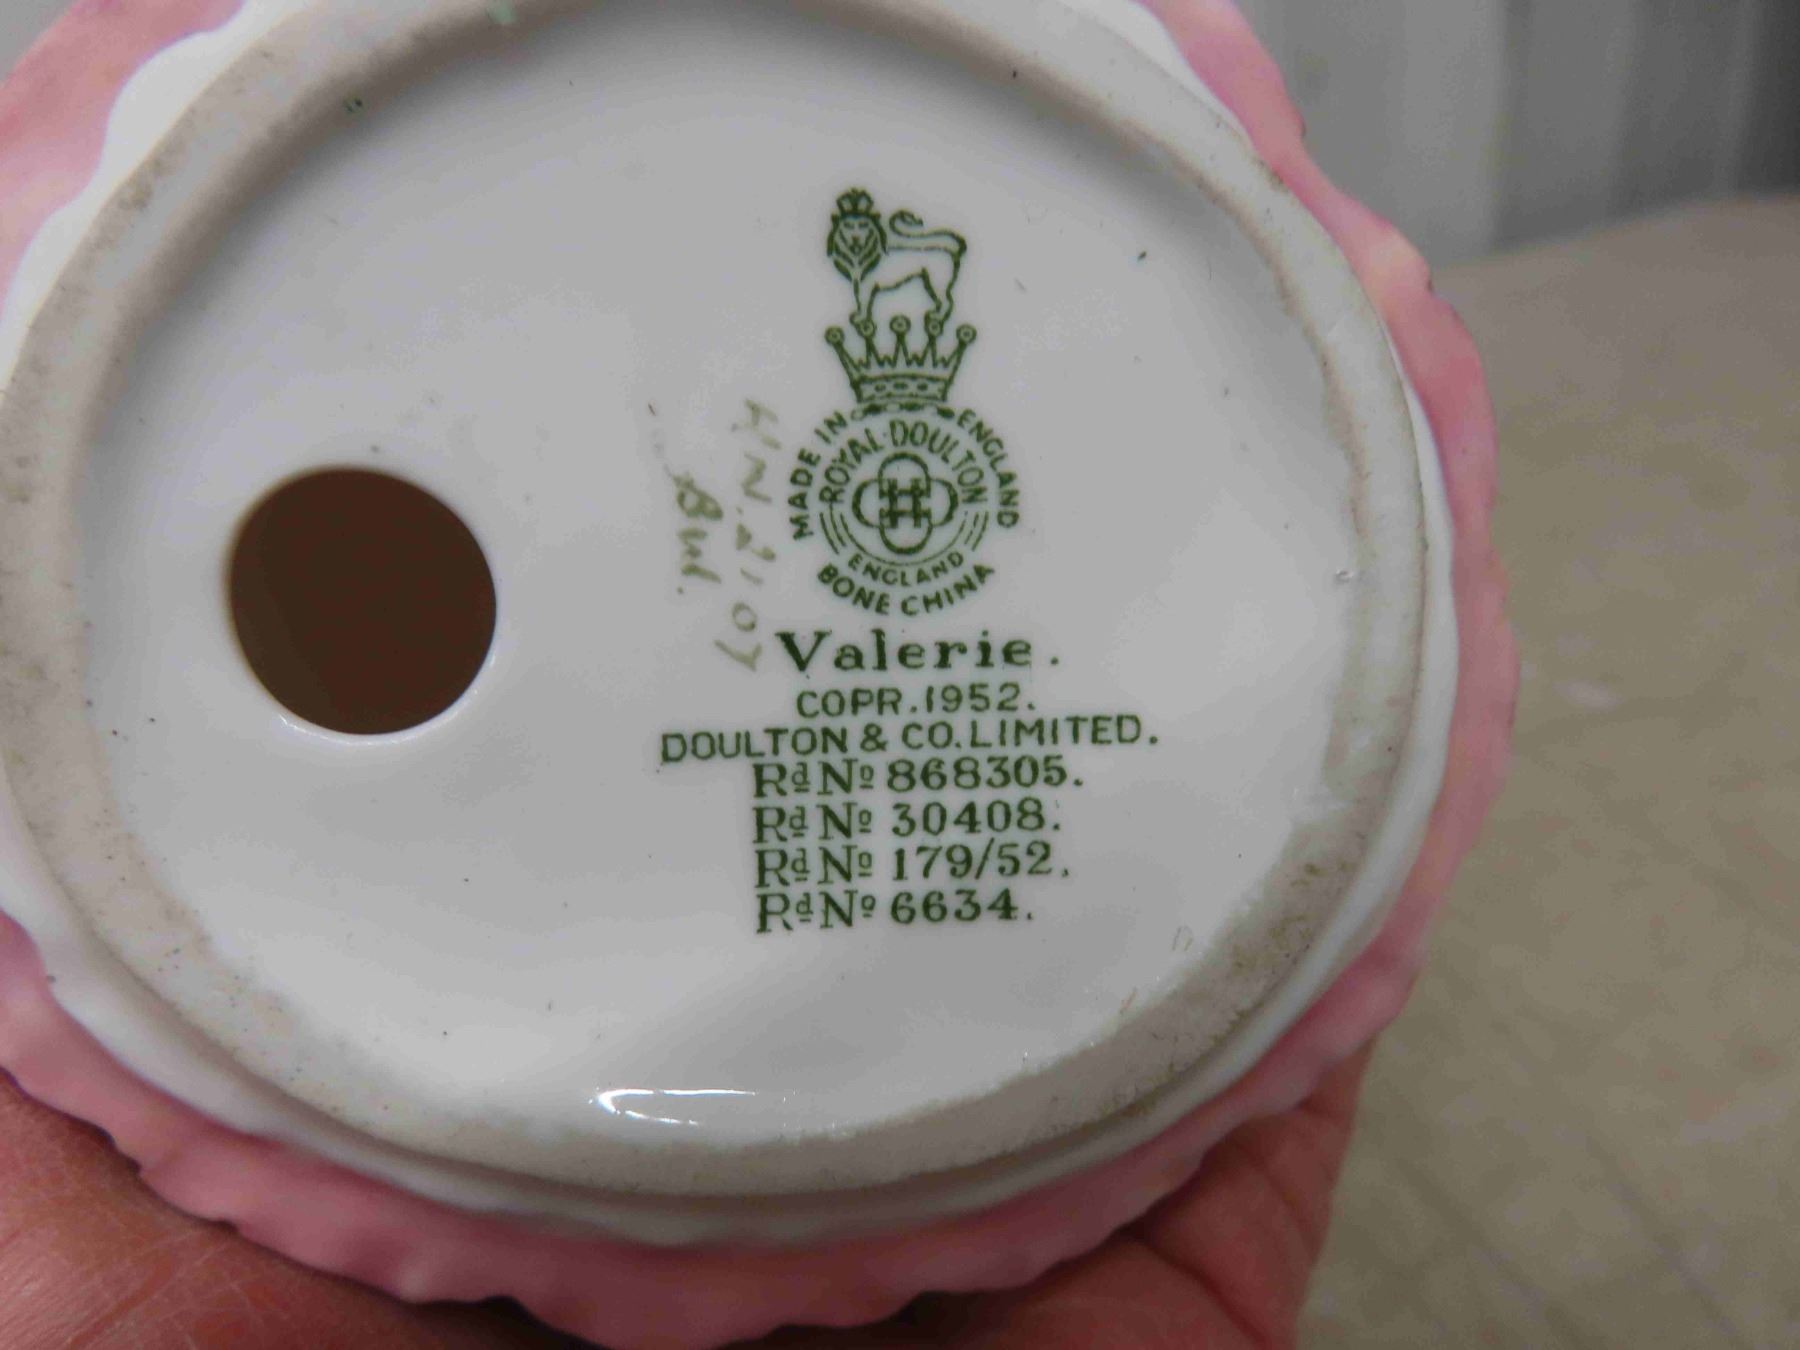 MADE IN ENGLAND
ROYAL·DOULTON
ENGLAND
BONE CHINA
HN.2107
Valerie.
COPR.1952.
DOULTON & CO. LIMITED.
Rd No 868305.
Rd No 30408.
Rd No 179/52.
Rd No 6634.